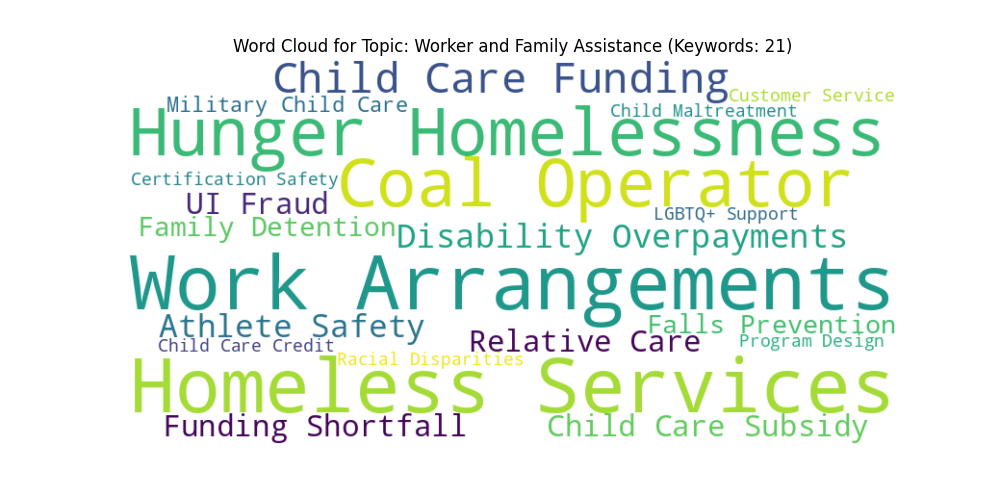 Word Cloud for Topic: Worker and Family Assistance (Keywords: 21)
Child Care Funding
Customer Service
Military Child Care
Child Maltreatment
Hunger Homelessness
Coal Operator
Certification Safety
UI Fraud
LGBTQ+ Support
Family Detention
Disability Overpayments
Work Arrangements
Athlete Safety
Falls Prevention
Relative Care
Program Design
Child Care Credit
Racial Disparities
Homeless Services
Funding Shortfall
Child Care Subsidy